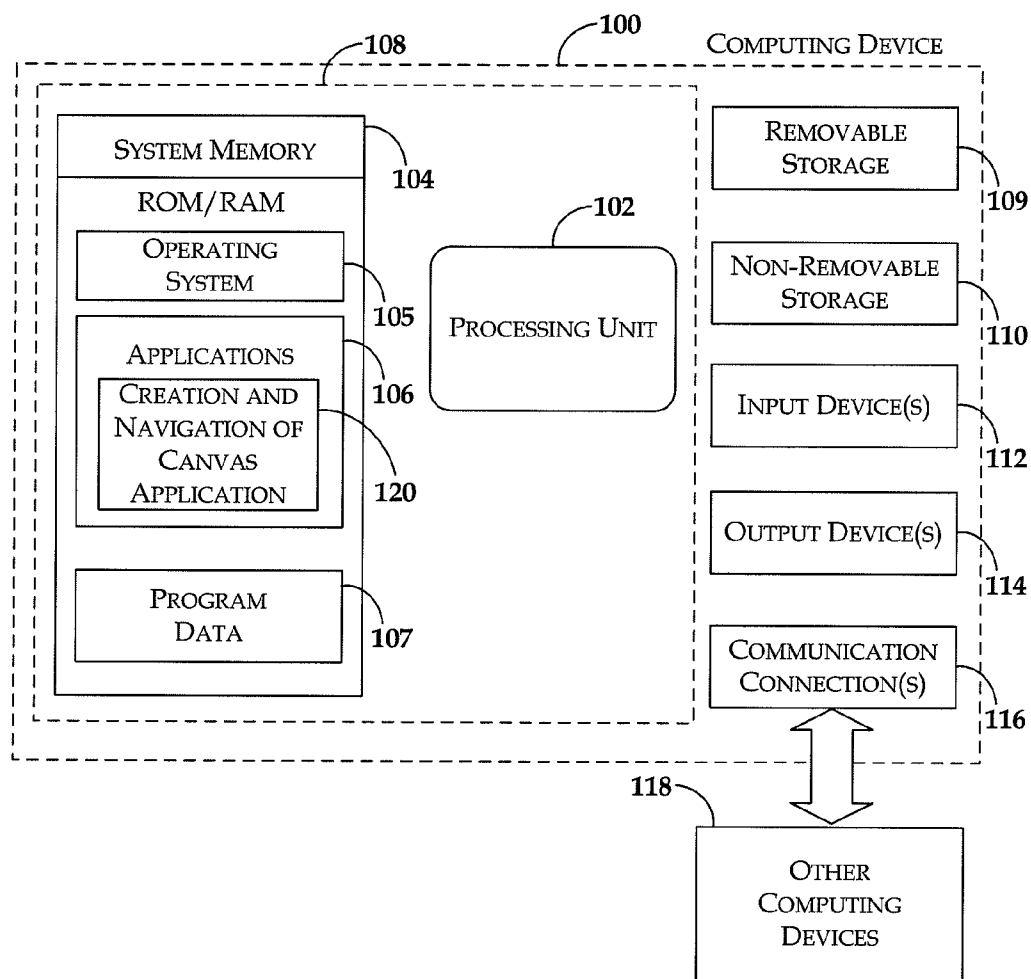 100
COMPUTING DEVICE
108
SYSTEM MEMORY
104
ROM/RAM
OPERATING
SYSTEM
105
APPLICATIONS
106
CREATION AND
NAVIGATION OF
CANVAS
APPLICATION
120
PROGRAM
DATA
107
102
PROCESSING UNIT
REMOVABLE
STORAGE
109
NON-REMOVABLE
STORAGE
110
INPUT DEVICE(S)
112
OUTPUT DEVICE(S)
114
COMMUNICATION
CONNECTION(S)
116
118
OTHER
COMPUTING
DEVICES